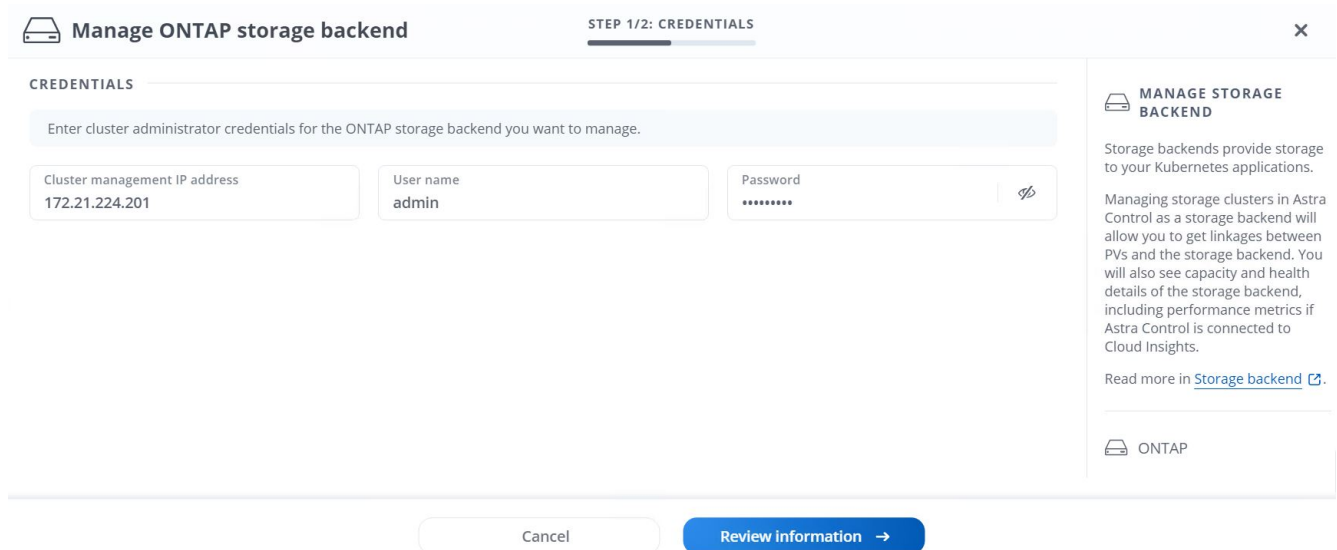 Manage ONTAP storage backend
STEP 1/2: CREDENTIALS
CREDENTIALS
Enter cluster administrator credentials for the ONTAP storage backend you want to manage.
Cluster management IP address
172.21.224.201
User name
admin
Password
•••••••••
MANAGE STORAGE
BACKEND
Storage backends provide storage
to your Kubernetes applications.
Managing storage clusters in Astra
Control as a storage backend will
allow you to get linkages between
PVs and the storage backend. You
will also see capacity and health
details of the storage backend,
including performance metrics if
Astra Control is connected to
Cloud Insights.
Read more in Storage backend.
ONTAP
Cancel
Review information →